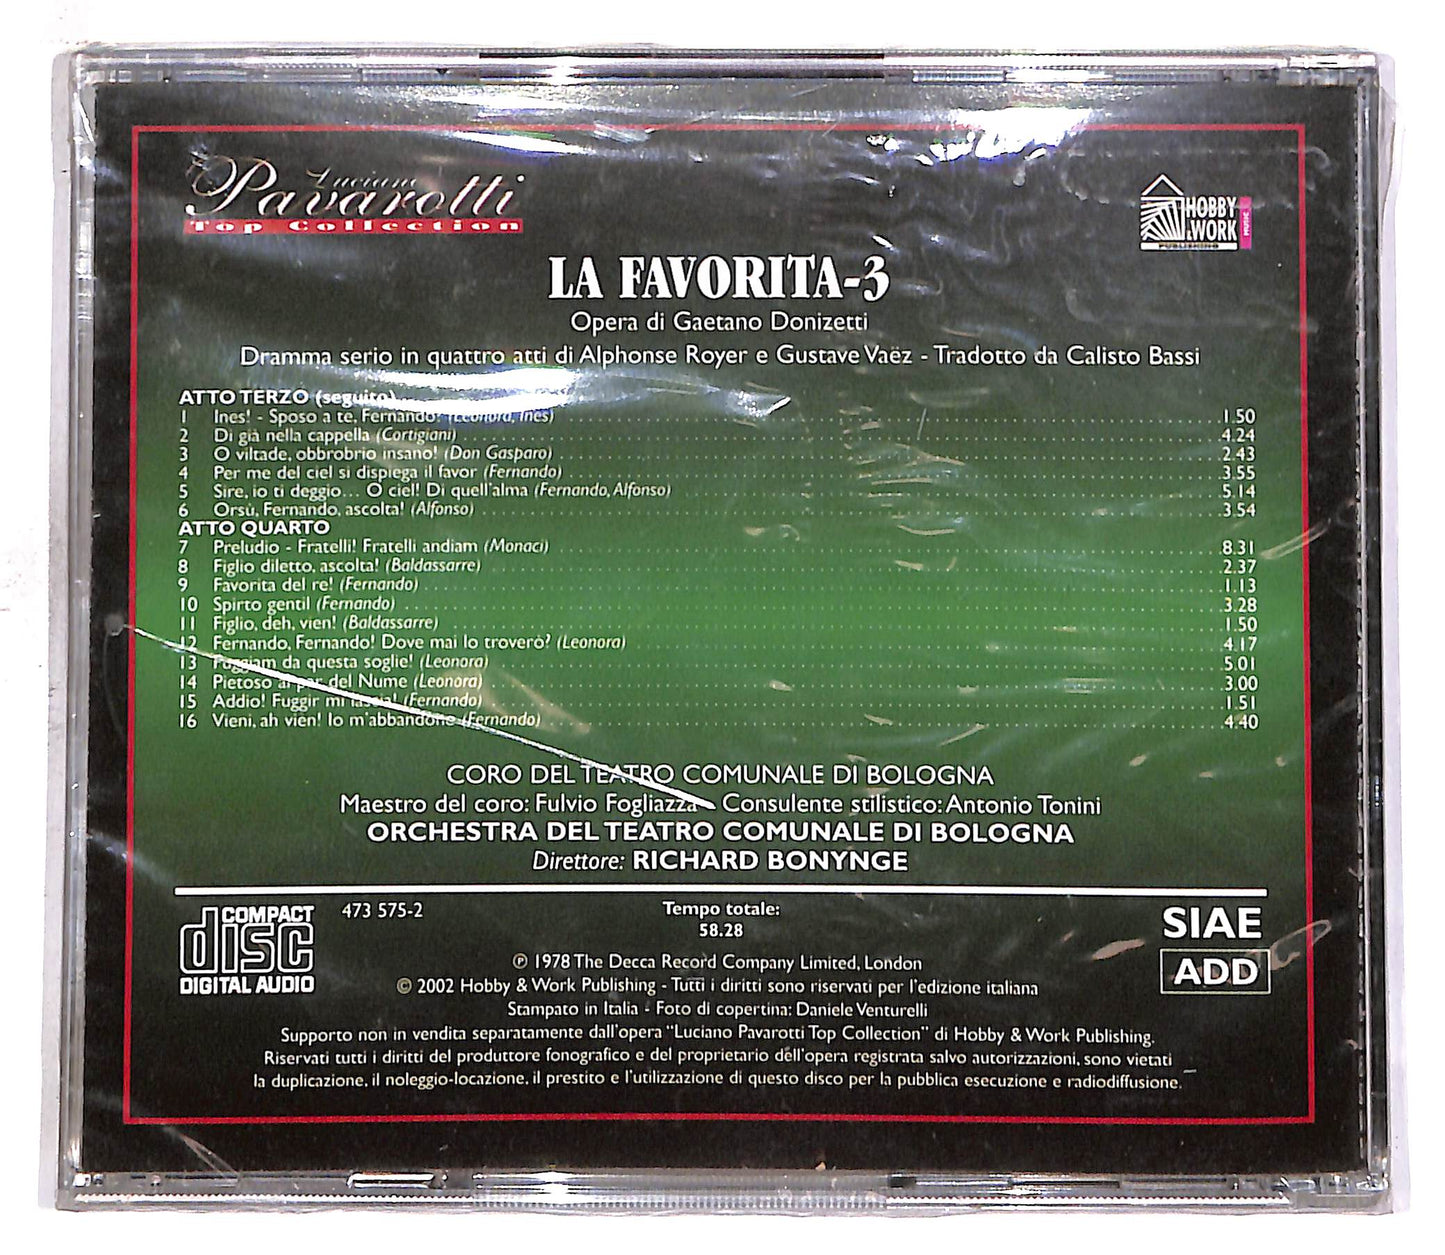 Luciano
Pavarotti
Top Collection
HOBBY
& WORK
PUBLISHING
MUSIC
LA FAVORITA-3
Opera di Gaetano Donizetti
Dramma serio in quattro atti di Alphonse Royer e Gustave Vaëz - Tradotto da Calisto Bassi
ATTO TERZO (seguito)
1 Ines! - Sposo a te, Fernando? (Leonora, Ines) 1.50
2 Di già nella cappella (Cortigiani) 4.24
3 O viltade, obbrobrio insano! (Don Gasparo) 2.43
4 Per me del ciel si dispiega il favor (Fernando) 3.55
5 Sire, io ti deggio... O ciel! Di quell'alma (Fernando, Alfonso) 5.14
6 Orsù, Fernando, ascolta! (Alfonso) 3.54
ATTO QUARTO
7 Preludio - Fratelli! Fratelli andiam (Monaci) 8.31
8 Figlio diletto, ascolta! (Baldassarre) 2.37
9 Favorita del re! (Fernando) 1.13
10 Spirto gentil (Fernando) 3.28
11 Figlio, deh, vien! (Baldassarre) 1.50
12 Fernando, Fernando! Dove mai lo troverò? (Leonora) 4.17
13 Fuggiam da questa soglie! (Leonora) 5.01
14 Pietoso al par del Nume (Leonora) 3.00
15 Addio! Fuggir mi lascia! (Fernando) 1.51
16 Vieni, ah vien! Io m'abbandono (Fernando) 4.40
CORO DEL TEATRO COMUNALE DI BOLOGNA
Maestro del coro: Fulvio Fogliazza - Consulente stilistico: Antonio Tonini
ORCHESTRA DEL TEATRO COMUNALE DI BOLOGNA
Direttore: RICHARD BONYNGE
COMPACT
disc
DIGITAL AUDIO
473 575-2
Tempo totale:
58.28
SIAE
ADD
℗ 1978 The Decca Record Company Limited, London
© 2002 Hobby & Work Publishing - Tutti i diritti sono riservati per l'edizione italiana
Stampato in Italia - Foto di copertina: Daniele Venturelli
Supporto non in vendita separatamente dall'opera "Luciano Pavarotti Top Collection" di Hobby & Work Publishing.
Riservati tutti i diritti del produttore fonografico e del proprietario dell'opera registrata salvo autorizzazioni, sono vietati
la duplicazione, il noleggio-locazione, il prestito e l'utilizzazione di questo disco per la pubblica esecuzione e radiodiffusione.